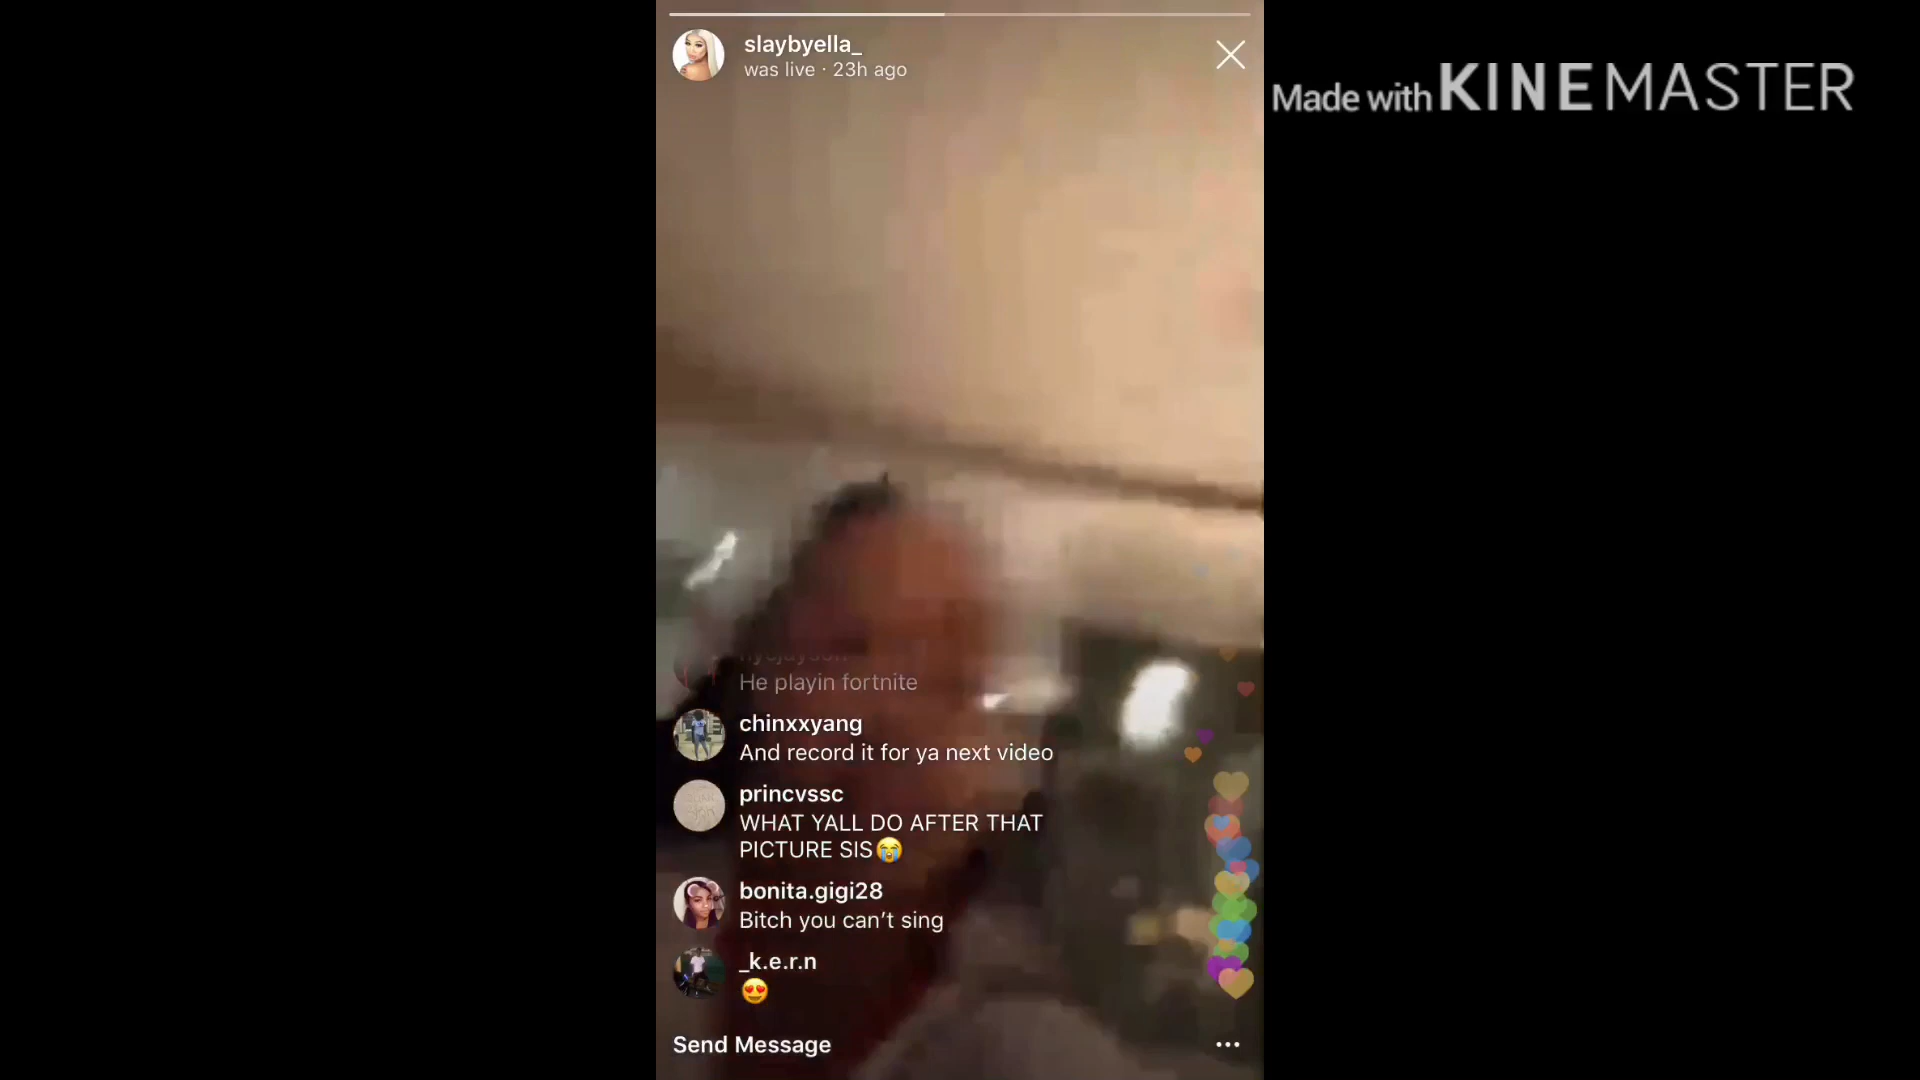 slaybyella_
was live · 23h ago
Made with KINEMASTER
He playin fortnite
chinxxyang
And record it for ya next video
princvssc
WHAT YALL DO AFTER THAT
PICTURE SIS😭
bonita.gigi28
Bitch you can’t sing
_k.e.r.n
😍
Send Message